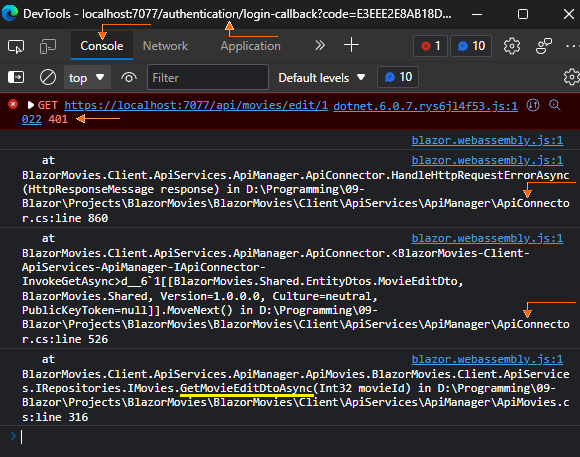 DevTools - localhost:7077/authentication/login-callback?code=E3EEE2E8AB18D...
Console Network Application 1 10
top Filter Default levels 10
GET https://localhost:7077/api/movies/edit/1 dotnet.6.0.7.rys6jl4f53.js:1
022 401
blazor.webassembly.js:1
at
BlazorMovies.Client.ApiServices.ApiManager.ApiConnector.HandleHttpRequestErrorAsync
(HttpResponseMessage response) in D:\Programming\09-
Blazor\Projects\BlazorMovies\BlazorMovies\Client\ApiServices\ApiManager\ApiConnecto
r.cs:line 860
blazor.webassembly.js:1
at
BlazorMovies.Client.ApiServices.ApiManager.ApiConnector.<BlazorMovies-Client-
ApiServices-ApiManager-IApiConnector-
InvokeGetAsync>d__6`1[[BlazorMovies.Shared.EntityDtos.MovieEditDto,
BlazorMovies.Shared, Version=1.0.0.0, Culture=neutral,
PublicKeyToken=null]].MoveNext() in D:\Programming\09-
Blazor\Projects\BlazorMovies\BlazorMovies\Client\ApiServices\ApiManager\ApiConnecto
r.cs:line 526
blazor.webassembly.js:1
at
BlazorMovies.Client.ApiServices.ApiManager.ApiMovies.BlazorMovies.Client.ApiService
s.IRepositories.IMovies.GetMovieEditDtoAsync(Int32 movieId) in D:\Programming\09-
Blazor\Projects\BlazorMovies\BlazorMovies\Client\ApiServices\ApiManager\ApiMovies.c
s:line 316